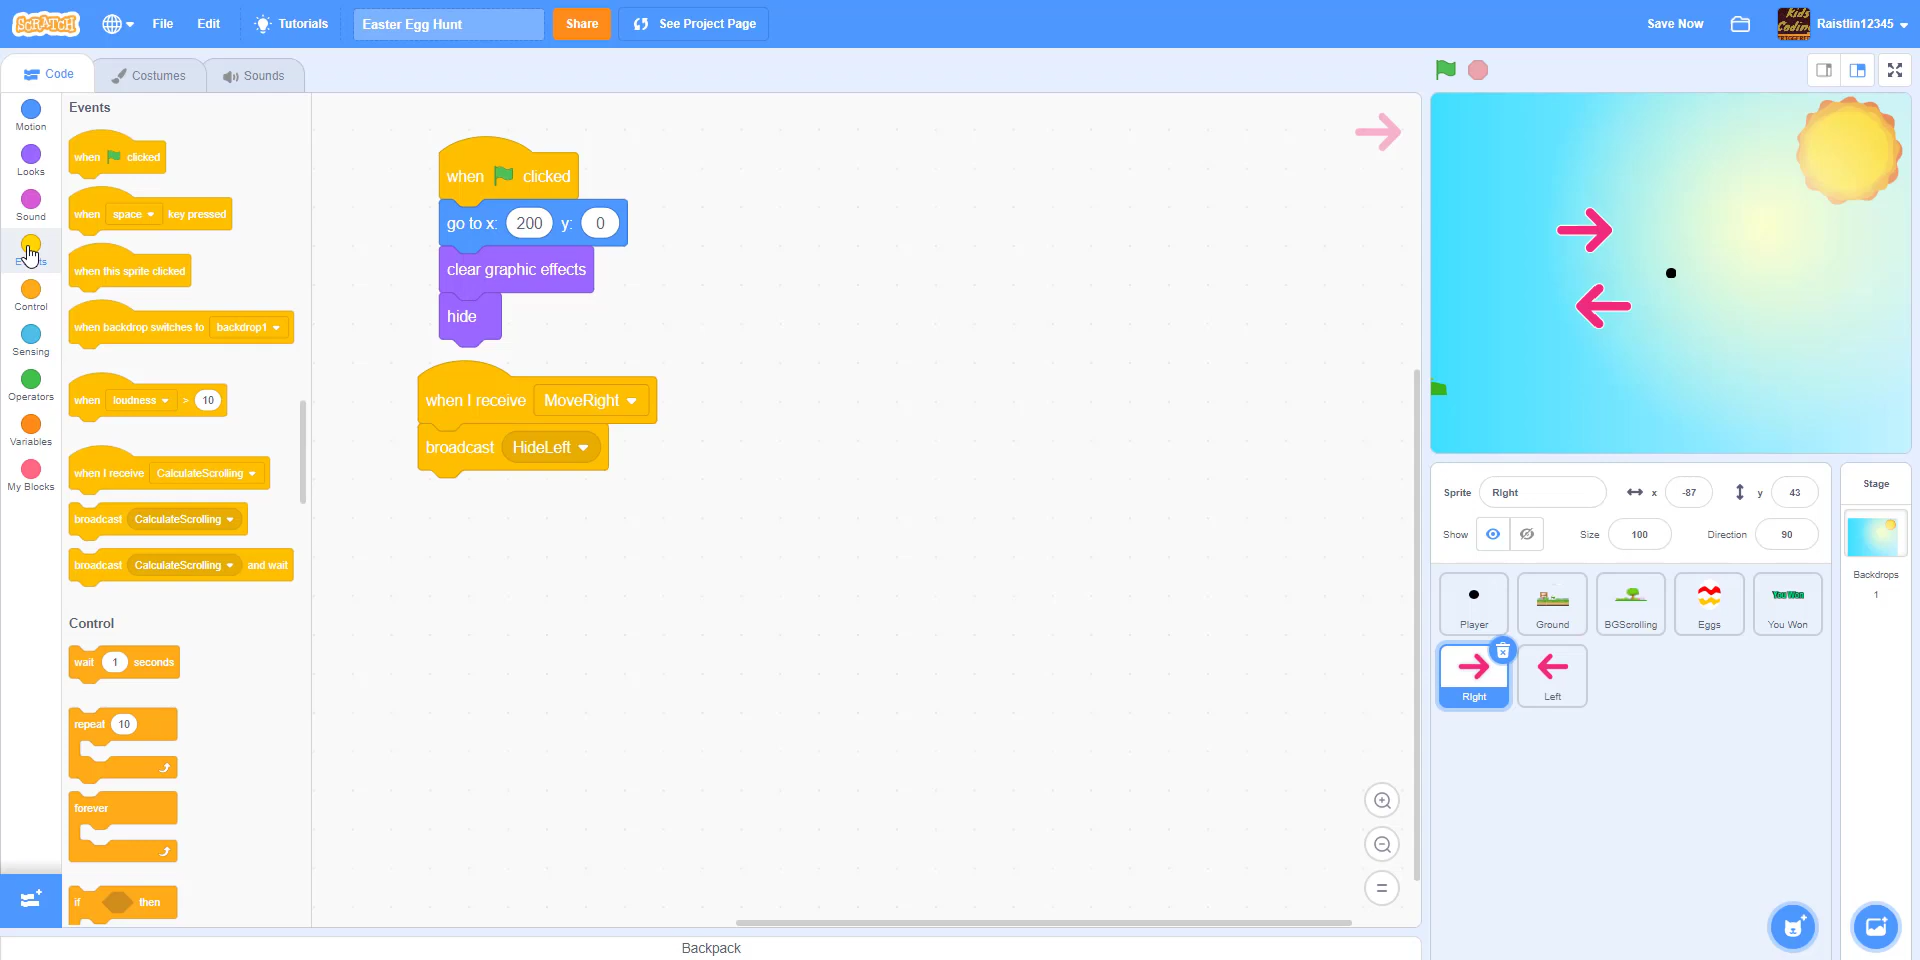 SCRATCH
File
Edit
Tutorials
Easter Egg Hunt
Share
See Project Page
Save Now
Kids
Coding
Raistlin12345
Code
Costumes
Sounds
Motion
Looks
Sound
Events
Control
Sensing
Operators
Variables
My Blocks
Events
when clicked
when space key pressed
when this sprite clicked
when backdrop switches to backdrop1
when loudness > 10
when I receive CalculateScrolling
broadcast CalculateScrolling
broadcast CalculateScrolling and wait
Control
wait 1 seconds
repeat 10
forever
if then
when clicked
go to x: 200 y: 0
clear graphic effects
hide
when I receive MoveRight
broadcast HideLeft
Backpack
Sprite Right x -87 y 43
Show Size 100 Direction 90
Player
Ground
BGScrolling
Eggs
You Won
You Won
Right
Left
Stage
Backdrops
1